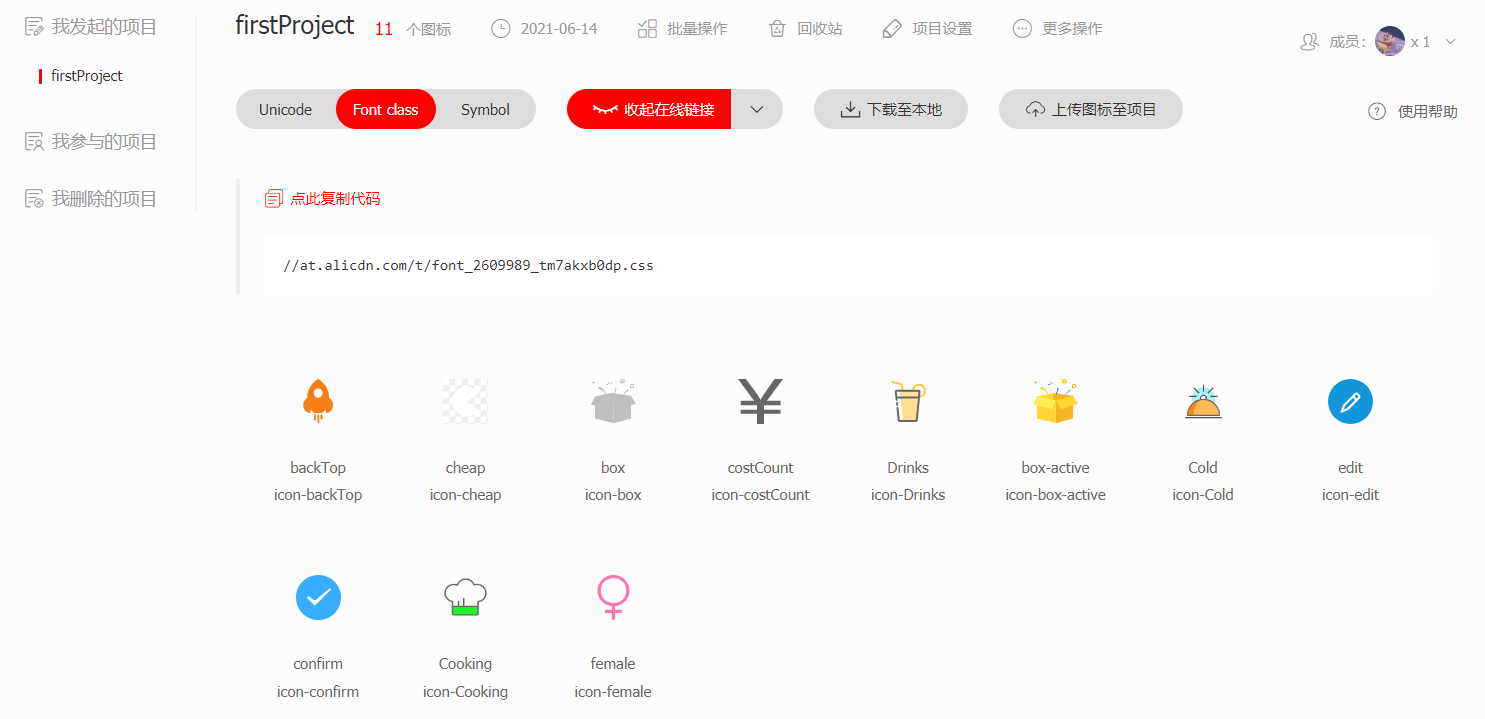 我发起的项目
firstProject
我参与的项目
我删除的项目
firstProject 11 个图标 2021-06-14 批量操作 回收站 项目设置 更多操作 成员: x 1
Unicode Font class Symbol 收起在线链接 下载至本地 上传图标至项目 ? 使用帮助
点此复制代码
//at.alicdn.com/t/font_2609989_tm7akxb0dp.css
backTop cheap box costCount Drinks box-active Cold edit
icon-backTop icon-cheap icon-box icon-costCount icon-Drinks icon-box-active icon-Cold icon-edit
confirm Cooking female
icon-confirm icon-Cooking icon-female